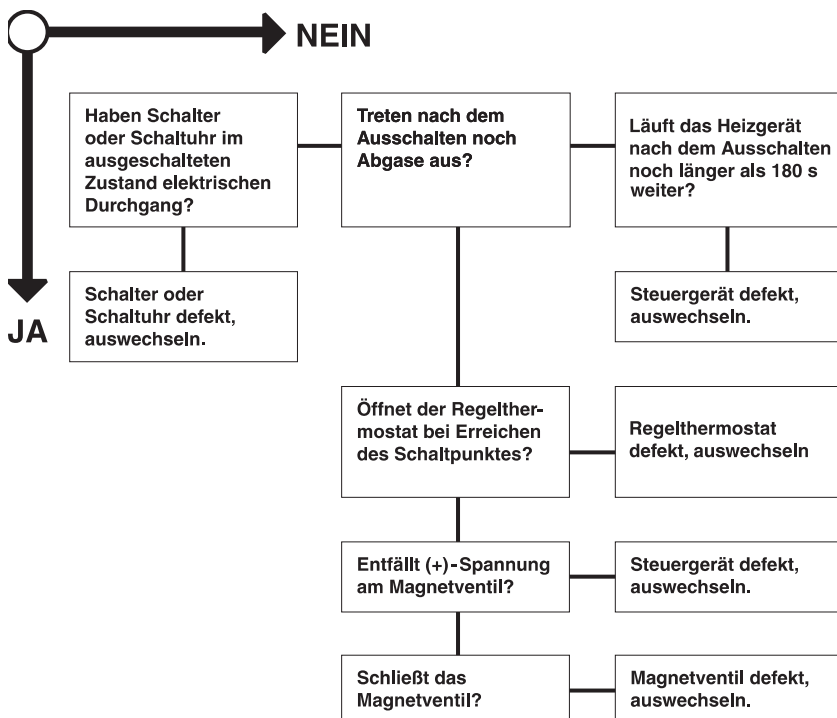 NEIN
JA
Haben Schalter
oder Schaltuhr im
ausgeschalteten
Zustand elektrischen
Durchgang?
Treten nach dem
Ausschalten noch
Abgase aus?
Läuft das Heizgerät
nach dem Ausschalten
noch länger als 180 s
weiter?
Schalter oder
Schaltuhr defekt,
auswechseln.
Steuergerät defekt,
auswechseln.
Öffnet der Regelther-
mostat bei Erreichen
des Schaltpunktes?
Regelthermostat
defekt, auswechseln
Entfällt (+)-Spannung
am Magnetventil?
Steuergerät defekt,
auswechseln.
Schließt das
Magnetventil?
Magnetventil defekt,
auswechseln.